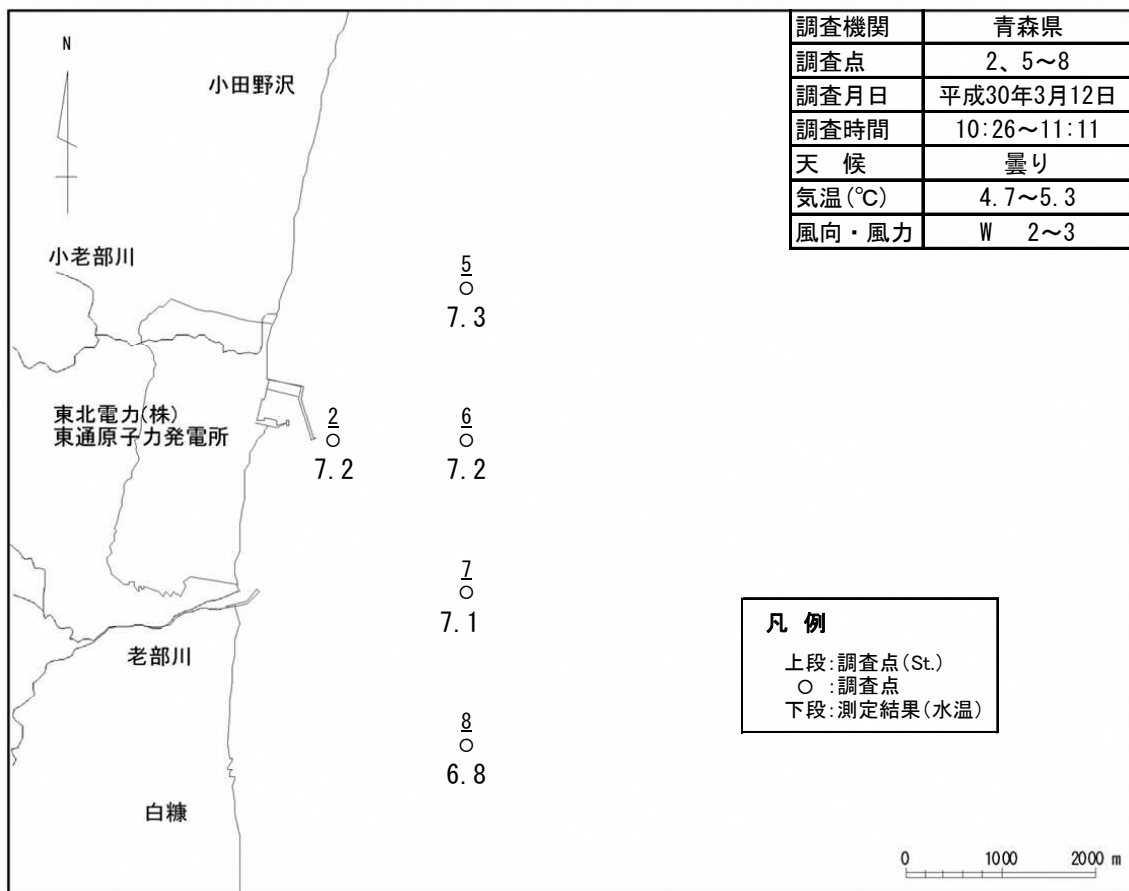 調査機関 青森県
調査点 2、5～8
調査月日 平成30年3月12日
調査時間 10:26～11:11
天　候 曇り
気温(℃) 4.7～5.3
風向・風力 W　2～3
N
小田野沢
小老部川
5
○
7.3
東北電力(株)
東通原子力発電所
2
○
7.2
6
○
7.2
7
○
7.1
老部川
8
○
6.8
白糠
凡 例
上段:調査点(St.)
○ :調査点
下段:測定結果(水温)
0 1000 2000 m